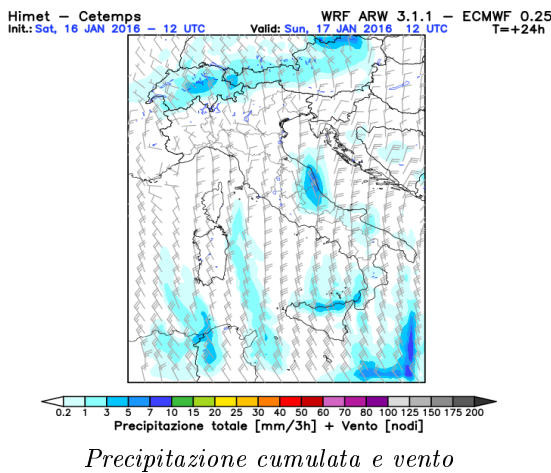 Himet – Cetemps WRF ARW 3.1.1 – ECMWF 0.25
Init.: Sat, 16 JAN 2016 – 12 UTC Valid: Sun, 17 JAN 2016 12 UTC T=+24h
0.2 1 3 5 7 10 15 20 25 30 40 50 60 70 80 100 125 150 175 200
Precipitazione totale [mm/3h] + Vento [nodi]
Precipitazione cumulata e vento